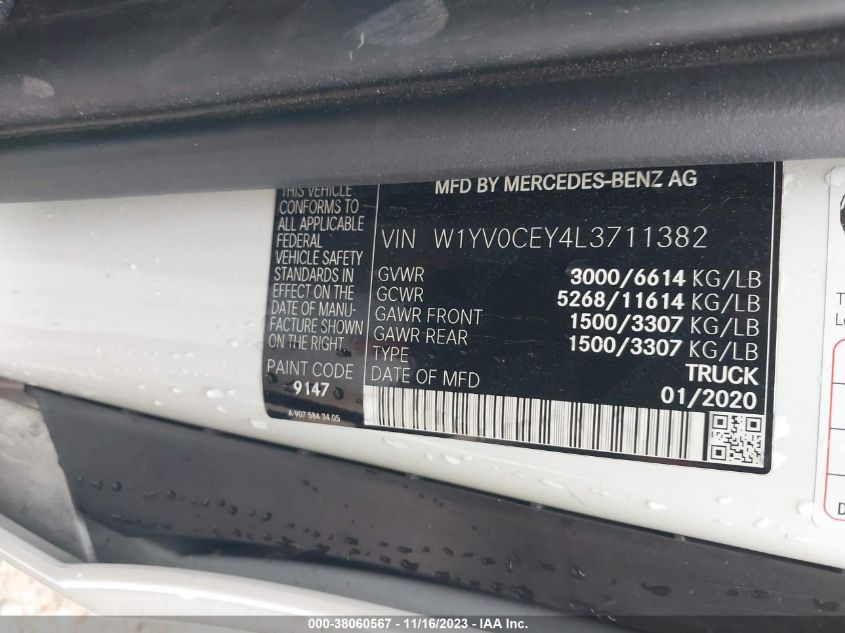 MFD BY MERCEDES-BENZ AG
THIS VEHICLE
CONFORMS TO
ALL APPLICABLE
FEDERAL
VEHICLE SAFETY
STANDARDS IN
EFFECT ON THE
DATE OF MANU-
FACTURE SHOWN
ON THE RIGHT.
PAINT CODE
9147
A 907 584 34 05
VIN W1YV0CEY4L3711382
GVWR 3000/6614 KG/LB
GCWR 5268/11614 KG/LB
GAWR FRONT 1500/3307 KG/LB
GAWR REAR 1500/3307 KG/LB
TYPE TRUCK
DATE OF MFD 01/2020
000-38060567 - 11/16/2023 - Copyright © 2023 IAA, Inc.